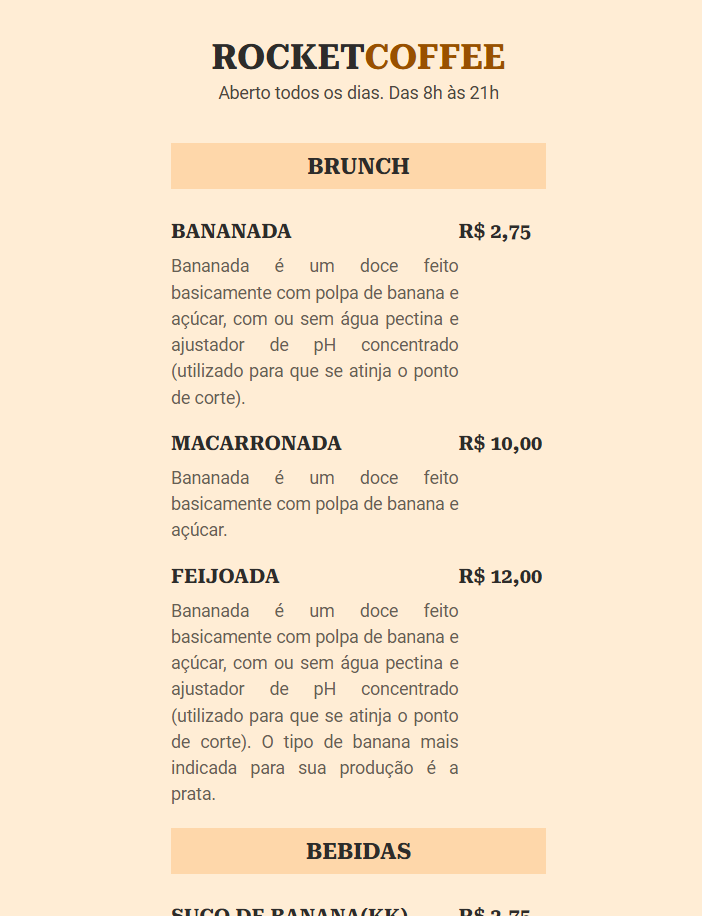 ROCKETCOFFEE
Aberto todos os dias. Das 8h às 21h
BRUNCH
BANANADA R$ 2,75
Bananada é um doce feito
basicamente com polpa de banana e
açúcar, com ou sem água pectina e
ajustador de pH concentrado
(utilizado para que se atinja o ponto
de corte).
MACARRONADA R$ 10,00
Bananada é um doce feito
basicamente com polpa de banana e
açúcar.
FEIJOADA R$ 12,00
Bananada é um doce feito
basicamente com polpa de banana e
açúcar, com ou sem água pectina e
ajustador de pH concentrado
(utilizado para que se atinja o ponto
de corte). O tipo de banana mais
indicada para sua produção é a
prata.
BEBIDAS
SUCO DE BANANA(KK) R$ 2,75